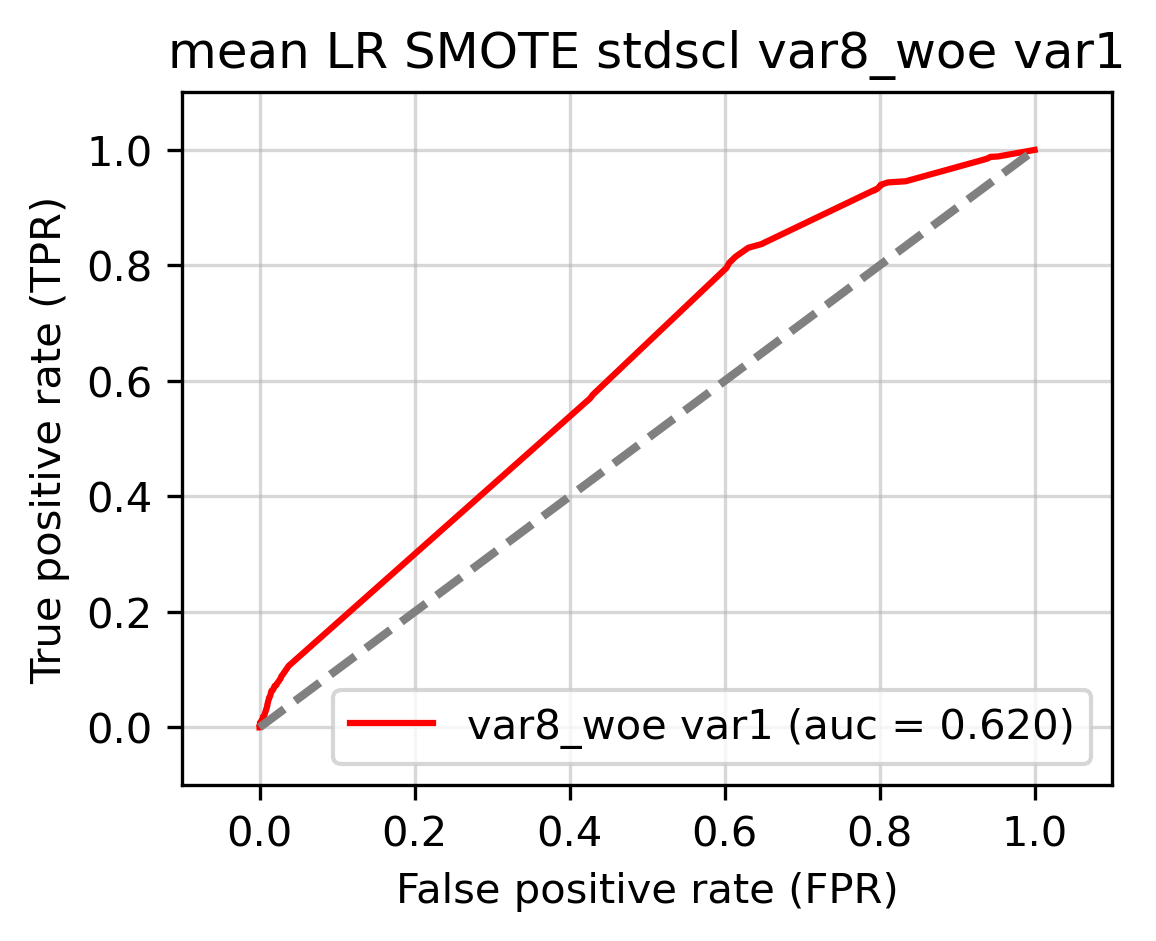 mean LR SMOTE stdscl var8_woe var1
True positive rate (TPR)
1.0
0.8
0.6
0.4
0.2
0.0
var8_woe var1 (auc = 0.620)
0.0 0.2 0.4 0.6 0.8 1.0
False positive rate (FPR)